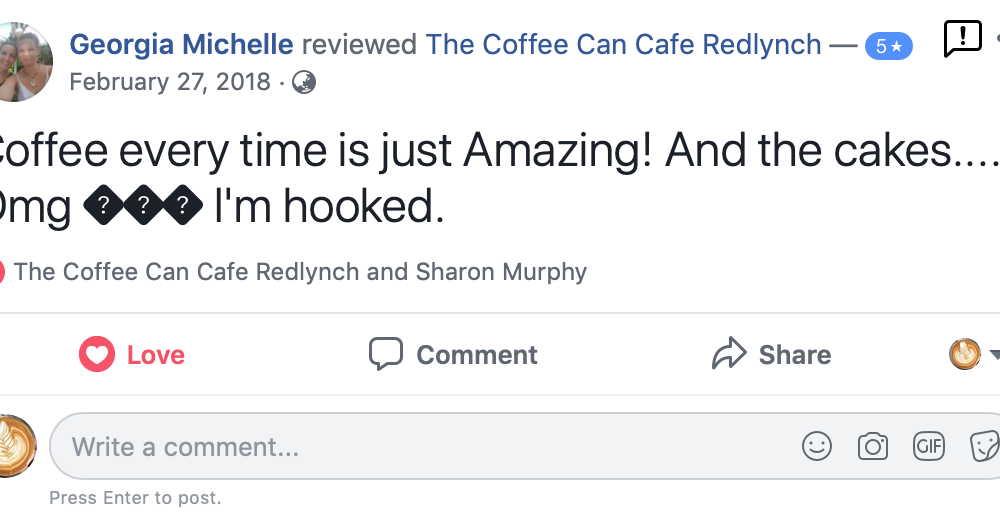 Georgia Michelle reviewed The Coffee Can Cafe Redlynch — 5★
February 27, 2018 ·
Coffee every time is just Amazing! And the cakes....
Omg ��� I'm hooked.
The Coffee Can Cafe Redlynch and Sharon Murphy
Love Comment Share
Write a comment... GIF
Press Enter to post.